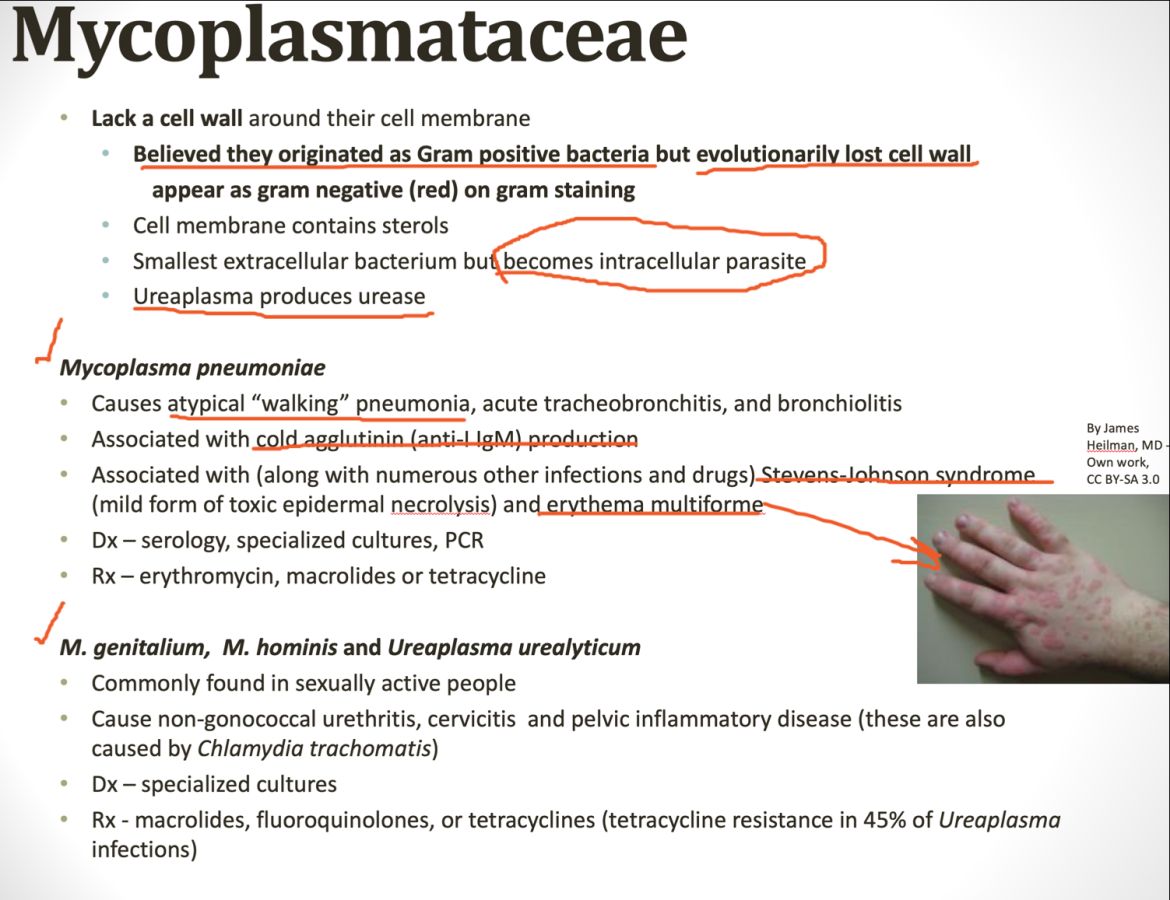 Mycoplasmataceae
• Lack a cell wall around their cell membrane
• Believed they originated as Gram positive bacteria but evolutionarily lost cell wall
appear as gram negative (red) on gram staining
• Cell membrane contains sterols
• Smallest extracellular bacterium but becomes intracellular parasite
• Ureaplasma produces urease
Mycoplasma pneumoniae
• Causes atypical “walking” pneumonia, acute tracheobronchitis, and bronchiolitis
• Associated with cold agglutinin (anti-I IgM) production
• Associated with (along with numerous other infections and drugs) Stevens-Johnson syndrome
(mild form of toxic epidermal necrolysis) and erythema multiforme
• Dx – serology, specialized cultures, PCR
• Rx – erythromycin, macrolides or tetracycline
By James
Heilman, MD -
Own work,
CC BY-SA 3.0
M. genitalium, M. hominis and Ureaplasma urealyticum
• Commonly found in sexually active people
• Cause non-gonococcal urethritis, cervicitis and pelvic inflammatory disease (these are also
caused by Chlamydia trachomatis)
• Dx – specialized cultures
• Rx - macrolides, fluoroquinolones, or tetracyclines (tetracycline resistance in 45% of Ureaplasma
infections)